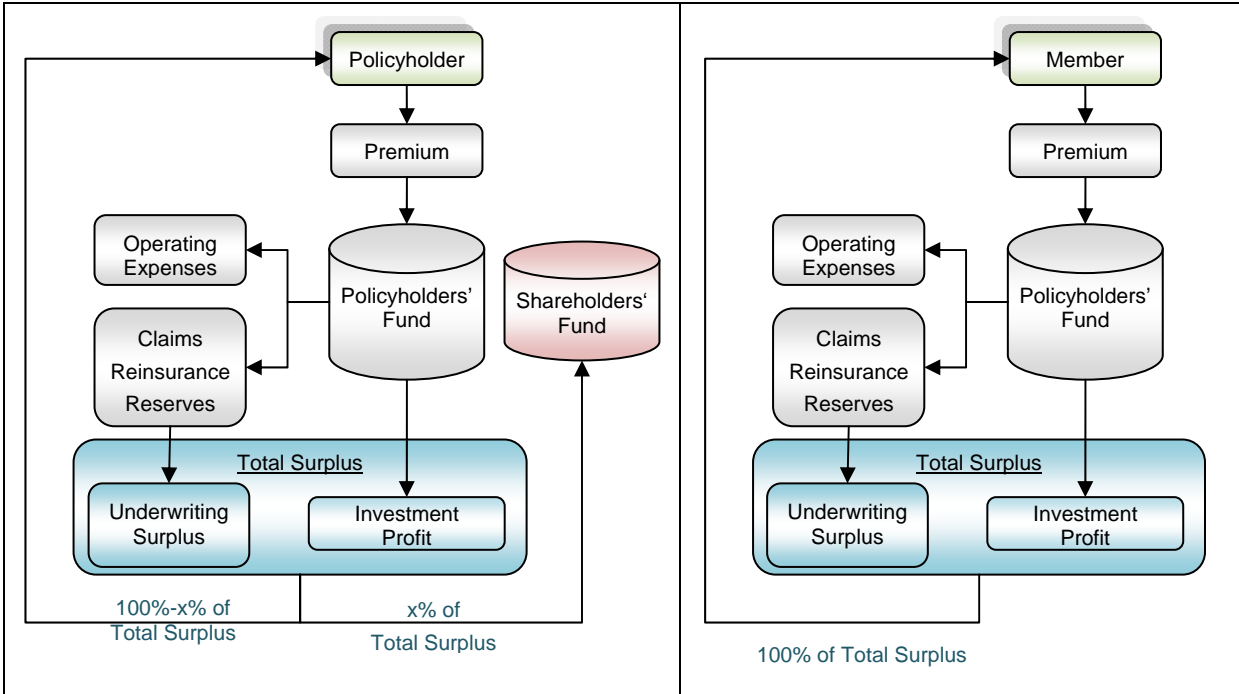 Policyholder
Premium
Operating
Expenses
Policyholders’
Fund
Shareholders‘
Fund
Claims
Reinsurance
Reserves
Total Surplus
Underwriting
Surplus
Investment
Profit
100%-x% of
Total Surplus
x% of
Total Surplus
Member
Premium
Operating
Expenses
Policyholders’
Fund
Claims
Reinsurance
Reserves
Total Surplus
Underwriting
Surplus
Investment
Profit
100% of Total Surplus